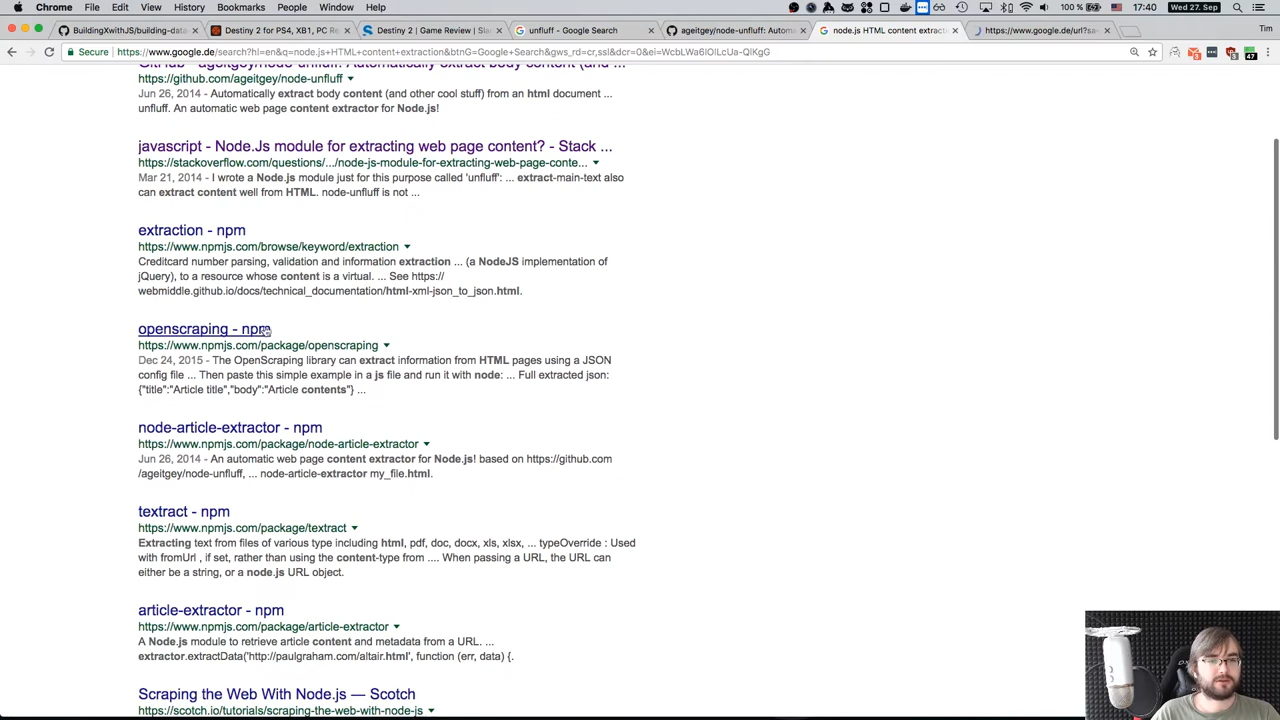 Chrome File Edit View History Bookmarks People Window Help 100 % Wed 27. Sep 17:40
BuildingXwithJS/building-data- Destiny 2 for PS4, XB1, PC Re Destiny 2 | Game Review | Sla unfluff - Google Search ageitgey/node-unfluff: Autom node.js HTML content extracti https://www.google.de/url?sa= Tim
Secure https://www.google.de/search?hl=en&q=node.js+HTML+content+extraction&btnG=Google+Search&gws_rd=cr,ssl&dcr=0&ei=
GitHub - ageitgey/node-unfluff: Automatically extract body content (and ...
https://github.com/ageitgey/node-unfluff
Jun 26, 2014 - Automatically extract body content (and other cool stuff) from an html document ...
unfluff. An automatic web page content extractor for Node.js!
javascript - Node.Js module for extracting web page content? - Stack ...
https://stackoverflow.com/questions/.../node-js-module-for-extracting-web-page-conte...
Mar 21, 2014 - I wrote a Node.js module just for this purpose called 'unfluff': ... extract-main-text also
can extract content well from HTML. node-unfluff is not ...
extraction - npm
https://www.npmjs.com/browse/keyword/extraction
Creditcard number parsing, validation and information extraction ... (a NodeJS implementation of
jQuery), to a resource whose content is a virtual. ... See https://
webmiddle.github.io/docs/technical_documentation/html-xml-json_to_json.html.
openscraping - npm
https://www.npmjs.com/package/openscraping
Dec 24, 2015 - The OpenScraping library can extract information from HTML pages using a JSON
config file ... Then paste this simple example in a js file and run it with node: ... Full extracted json:
{"title":"Article title","body":"Article contents"} ...
node-article-extractor - npm
https://www.npmjs.com/package/node-article-extractor
Jun 26, 2014 - An automatic web page content extractor for Node.js! based on https://github.com
/ageitgey/node-unfluff, ... node-article-extractor my_file.html.
textract - npm
https://www.npmjs.com/package/textract
Extracting text from files of various type including html, pdf, doc, docx, xls, xlsx, ... typeOverride : Used
with fromUrl , if set, rather than using the content-type from .... When passing a URL, the URL can
either be a string, or a node.js URL object.
article-extractor - npm
https://www.npmjs.com/package/article-extractor
A Node.js module to retrieve article content and metadata from a URL. ...
extractor.extractData('http://paulgraham.com/altair.html', function (err, data) {.
Scraping the Web With Node.js — Scotch
https://scotch.io/tutorials/scraping-the-web-with-node-js